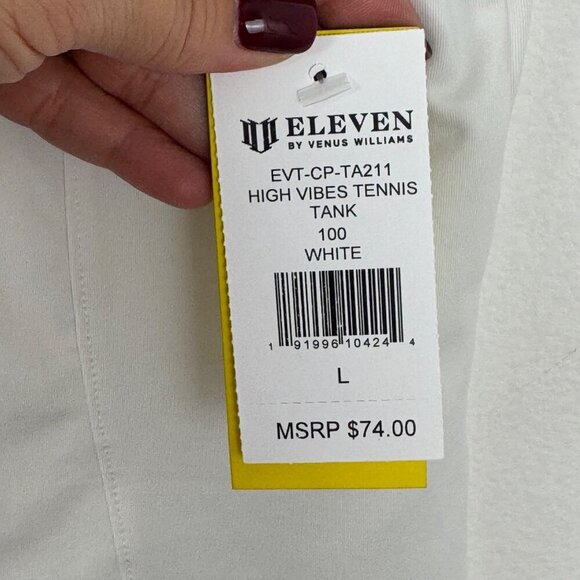 ELEVEN
BY VENUS WILLIAMS
EVT-CP-TA211
HIGH VIBES TENNIS
TANK
100
WHITE
1 91996 10424 4
L
MSRP $74.00